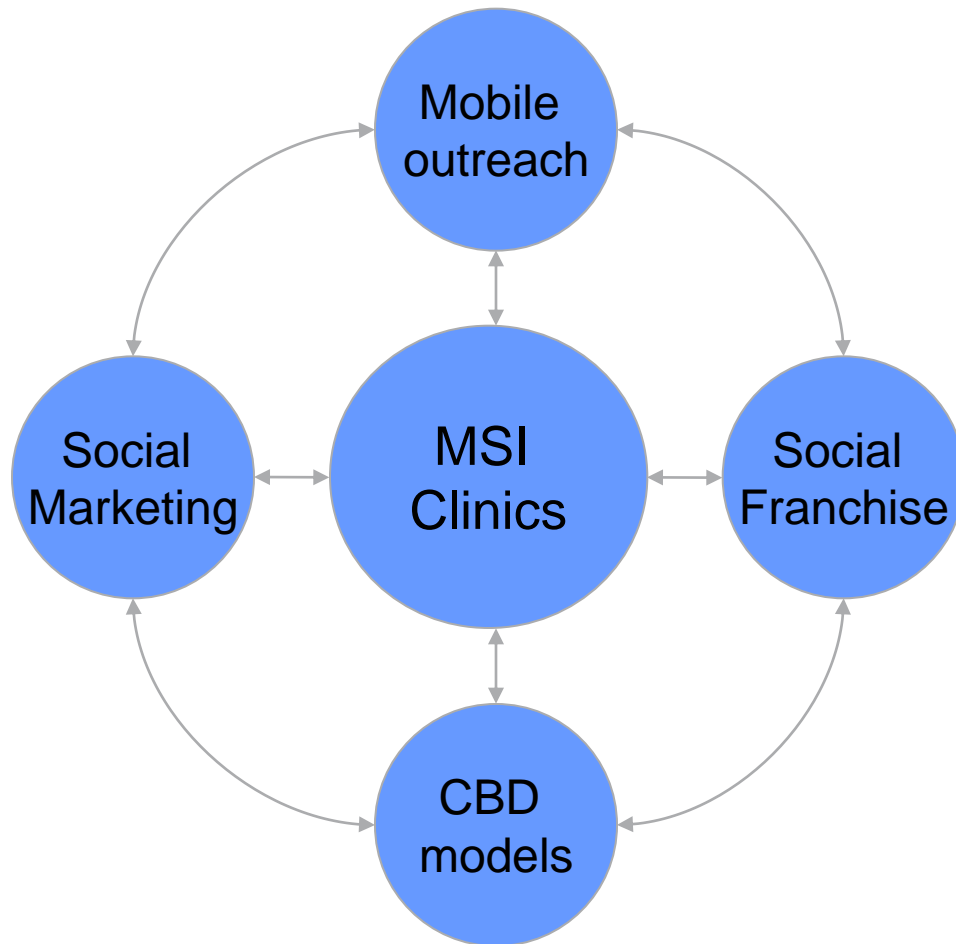 Mobile
outreach
Social
Marketing
MSI
Clinics
Social
Franchise
CBD
models